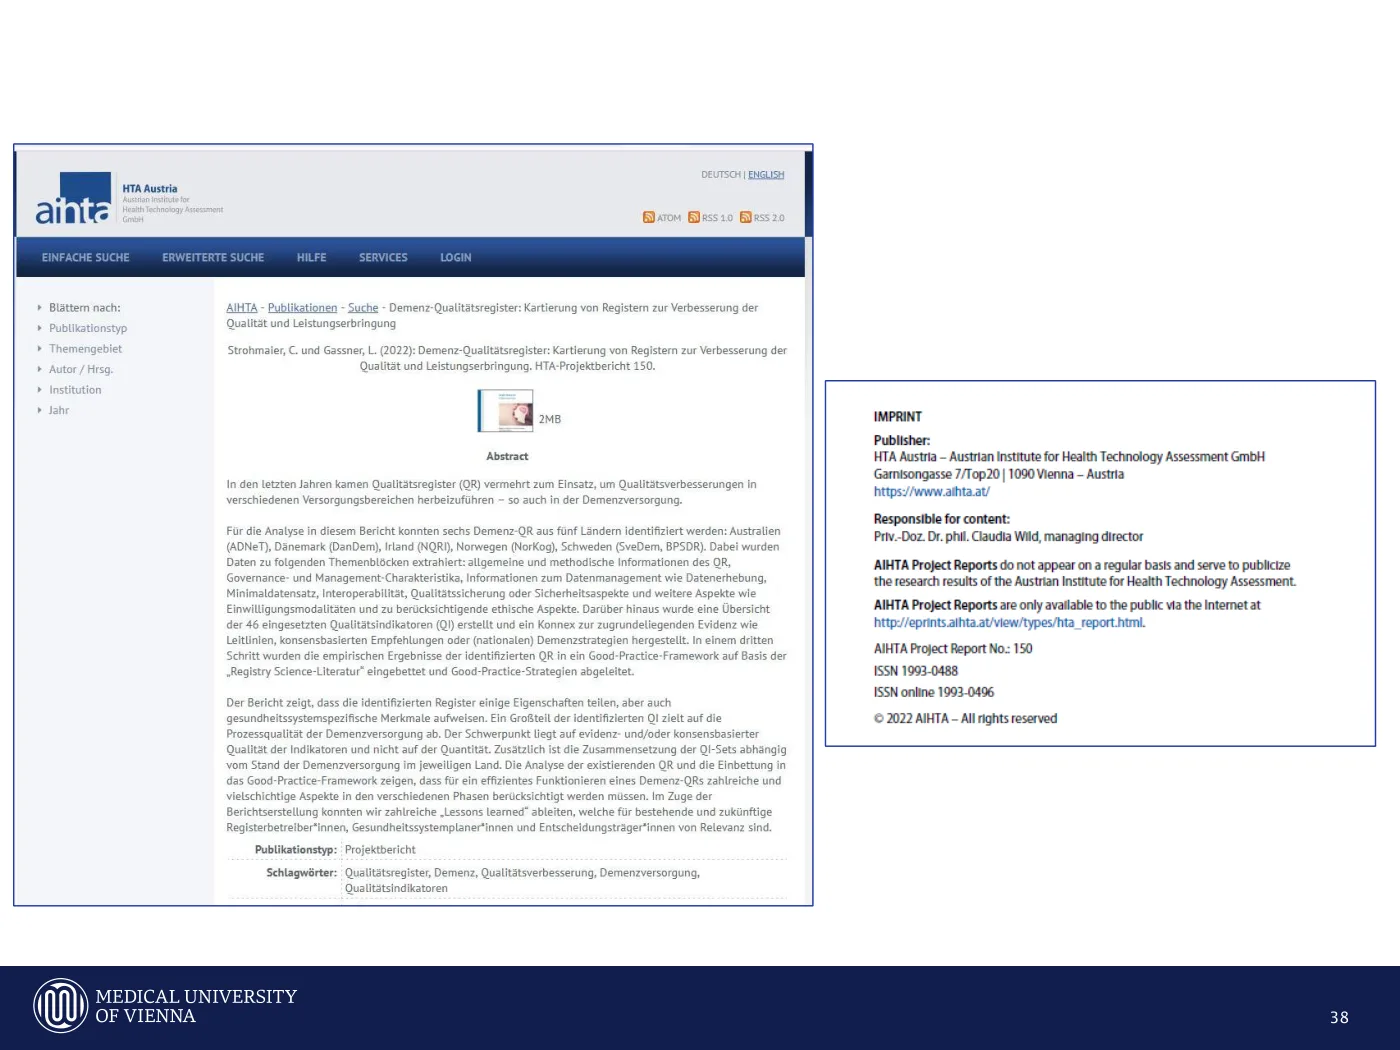 aihta
HTA Austria
Austrian Institute for
Health Technology Assessment
GmbH
DEUTSCH | ENGLISH
ATOM RSS 1.0 RSS 2.0
EINFACHE SUCHE ERWEITERTE SUCHE HILFE SERVICES LOGIN
Blättern nach:
Publikationstyp
Themengebiet
Autor / Hrsg.
Institution
Jahr
AIHTA - Publikationen - Suche - Demenz-Qualitätsregister: Kartierung von Registern zur Verbesserung der
Qualität und Leistungserbringung
Strohmaier, C. und Gassner, L. (2022): Demenz-Qualitätsregister: Kartierung von Registern zur Verbesserung der
Qualität und Leistungserbringung. HTA-Projektbericht 150.
2MB
Abstract
In den letzten Jahren kamen Qualitätsregister (QR) vermehrt zum Einsatz, um Qualitätsverbesserungen in
verschiedenen Versorgungsbereichen herbeizuführen – so auch in der Demenzversorgung.
Für die Analyse in diesem Bericht konnten sechs Demenz-QR aus fünf Ländern identifiziert werden: Australien
(ADNeT), Dänemark (DanDem), Irland (NQRI), Norwegen (NorKog), Schweden (SveDem, BPSDR). Dabei wurden
Daten zu folgenden Themenblöcken extrahiert: allgemeine und methodische Informationen des QR,
Governance- und Management-Charakteristika, Informationen zum Datenmanagement wie Datenerhebung,
Minimaldatensatz, Interoperabilität, Qualitätssicherung oder Sicherheitsaspekte und weitere Aspekte wie
Einwilligungsmodalitäten und zu berücksichtigende ethische Aspekte. Darüber hinaus wurde eine Übersicht
der 46 eingesetzten Qualitätsindikatoren (QI) erstellt und ein Konnex zur zugrundeliegenden Evidenz wie
Leitlinien, konsensbasierten Empfehlungen oder (nationalen) Demenzstrategien hergestellt. In einem dritten
Schritt wurden die empirischen Ergebnisse der identifizierten QR in ein Good-Practice-Framework auf Basis der
„Registry Science-Literatur“ eingebettet und Good-Practice-Strategien abgeleitet.
Der Bericht zeigt, dass die identifizierten Register einige Eigenschaften teilen, aber auch
gesundheitssystemspezifische Merkmale aufweisen. Ein Großteil der identifizierten QI zielt auf die
Prozessqualität der Demenzversorgung ab. Der Schwerpunkt liegt auf evidenz- und/oder konsensbasierter
Qualität der Indikatoren und nicht auf der Quantität. Zusätzlich ist die Zusammensetzung der QI-Sets abhängig
vom Stand der Demenzversorgung im jeweiligen Land. Die Analyse der existierenden QR und die Einbettung in
das Good-Practice-Framework zeigen, dass für ein effizientes Funktionieren eines Demenz-QRs zahlreiche und
vielschichtige Aspekte in den verschiedenen Phasen berücksichtigt werden müssen. Im Zuge der
Berichtserstellung konnten wir zahlreiche „Lessons learned“ ableiten, welche für bestehende und zukünftige
Registerbetreiber*innen, Gesundheitssystemplaner*innen und Entscheidungsträger*innen von Relevanz sind.
Publikationstyp: Projektbericht
Schlagwörter: Qualitätsregister, Demenz, Qualitätsverbesserung, Demenzversorgung,
Qualitätsindikatoren
IMPRINT
Publisher:
HTA Austria – Austrian Institute for Health Technology Assessment GmbH
Garnisongasse 7/Top20 | 1090 Vienna – Austria
https://www.aihta.at/
Responsible for content:
Priv.-Doz. Dr. phil. Claudia Wild, managing director
AIHTA Project Reports do not appear on a regular basis and serve to publicize
the research results of the Austrian Institute for Health Technology Assessment.
AIHTA Project Reports are only available to the public via the Internet at
http://eprints.aihta.at/view/types/hta_report.html.
AIHTA Project Report No.: 150
ISSN 1993-0488
ISSN online 1993-0496
© 2022 AIHTA – All rights reserved
MEDICAL UNIVERSITY
OF VIENNA
38